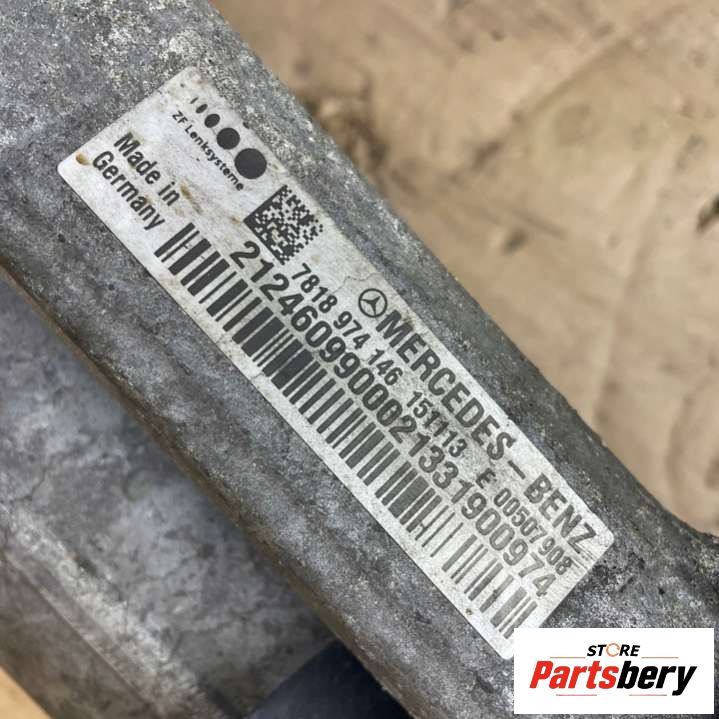 ZF Lenksysteme
Made in
Germany
MERCEDES-BENZ
7818 974 146 151113 E 00507908
2124609900021331900974
STORE
Partsbery